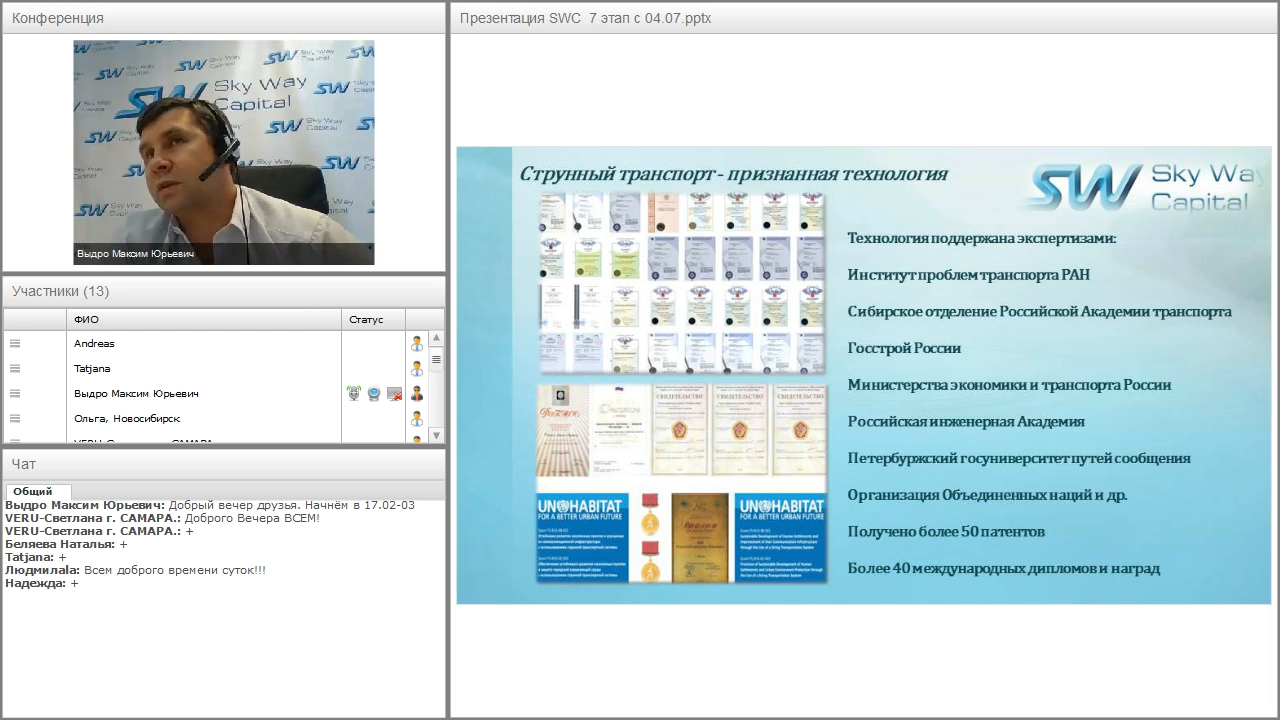 Конференция
SW Sky Way Capital
Выдро Максим Юрьевич
Участники (13)
ФИО
Статус
Andreas
Tatjana
Выдро Максим Юрьевич
Новосибирск
Чат
Общий
Выдро Максим Юрьевич: Добрый вечер друзья. Начнём в 17.02-03
VERU-Светлана г. САМАРА.: Доброго Вечера ВСЕМ!
VERU-Светлана г. САМАРА.: +
Белова Наталья: +
Tatjana: +
Людмила: Всем доброго времени суток!!!
Надежда: +
Презентация SWC 7 этап с 04.07.pptx
Струнный транспорт - признанная технология
SW Sky Way
Capital
Технология поддержана экспертизами:
Институт проблем транспорта РАН
Сибирское отделение Российской Академии транспорта
Госстрой России
Министерства экономики и транспорта России
Российская инженерная Академия
Петербуржский госуниверситет путей сообщения
Организация Объединенных наций и др.
Получено более 50 патентов
Более 40 международных дипломов и наград
СВИДЕТЕЛЬСТВО
СВИДЕТЕЛЬСТВО
СВИДЕТЕЛЬСТВО
UN HABITAT
FOR A BETTER URBAN FUTURE
UN HABITAT
FOR A BETTER URBAN FUTURE